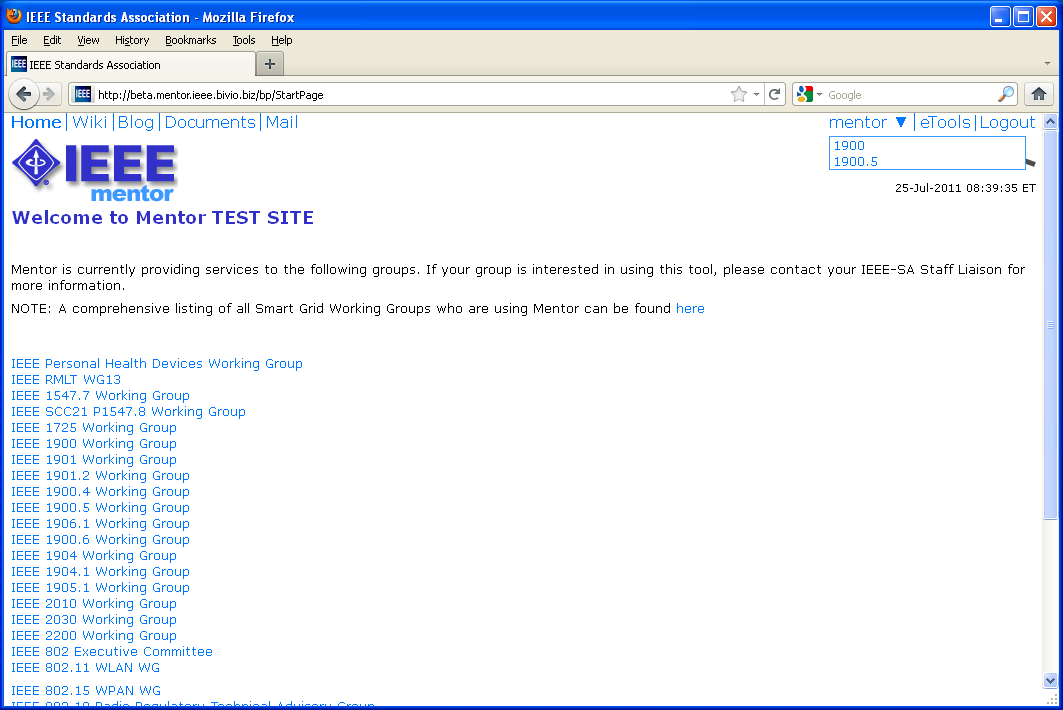 IEEE Standards Association - Mozilla Firefox
File Edit View History Bookmarks Tools Help
IEEE IEEE Standards Association
IEEE http://beta.mentor.ieee.bivio.biz/bp/StartPage
Google
Home | Wiki | Blog | Documents | Mail
mentor ▼ | eTools | Logout
1900
1900.5
IEEE
mentor
25-Jul-2011 08:39:35 ET
Welcome to Mentor TEST SITE
Mentor is currently providing services to the following groups. If your group is interested in using this tool, please contact your IEEE-SA Staff Liaison for
more information.
NOTE: A comprehensive listing of all Smart Grid Working Groups who are using Mentor can be found here
IEEE Personal Health Devices Working Group
IEEE RMLT WG13
IEEE 1547.7 Working Group
IEEE SCC21 P1547.8 Working Group
IEEE 1725 Working Group
IEEE 1900 Working Group
IEEE 1901 Working Group
IEEE 1901.2 Working Group
IEEE 1900.4 Working Group
IEEE 1900.5 Working Group
IEEE 1906.1 Working Group
IEEE 1900.6 Working Group
IEEE 1904 Working Group
IEEE 1904.1 Working Group
IEEE 1905.1 Working Group
IEEE 2010 Working Group
IEEE 2030 Working Group
IEEE 2200 Working Group
IEEE 802 Executive Committee
IEEE 802.11 WLAN WG
IEEE 802.15 WPAN WG
IEEE 802.18 Radio Regulatory Technical Advisory Group